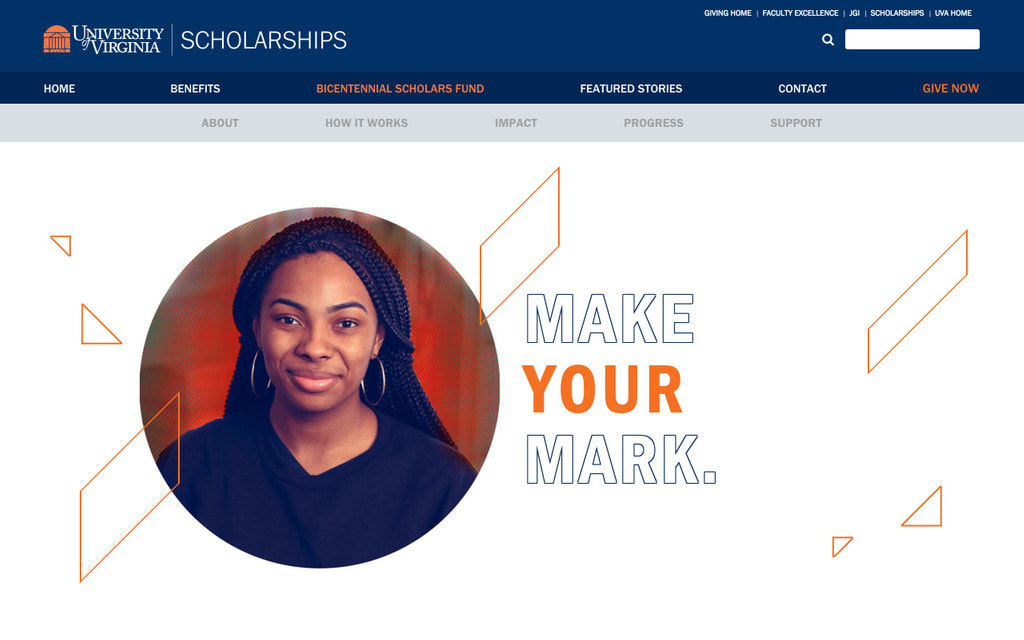 GIVING HOME | FACULTY EXCELLENCE | JGI | SCHOLARSHIPS | UVA HOME
UNIVERSITY of VIRGINIA | SCHOLARSHIPS
HOME BENEFITS BICENTENNIAL SCHOLARS FUND FEATURED STORIES CONTACT GIVE NOW
ABOUT HOW IT WORKS IMPACT PROGRESS SUPPORT
MAKE
YOUR
MARK.